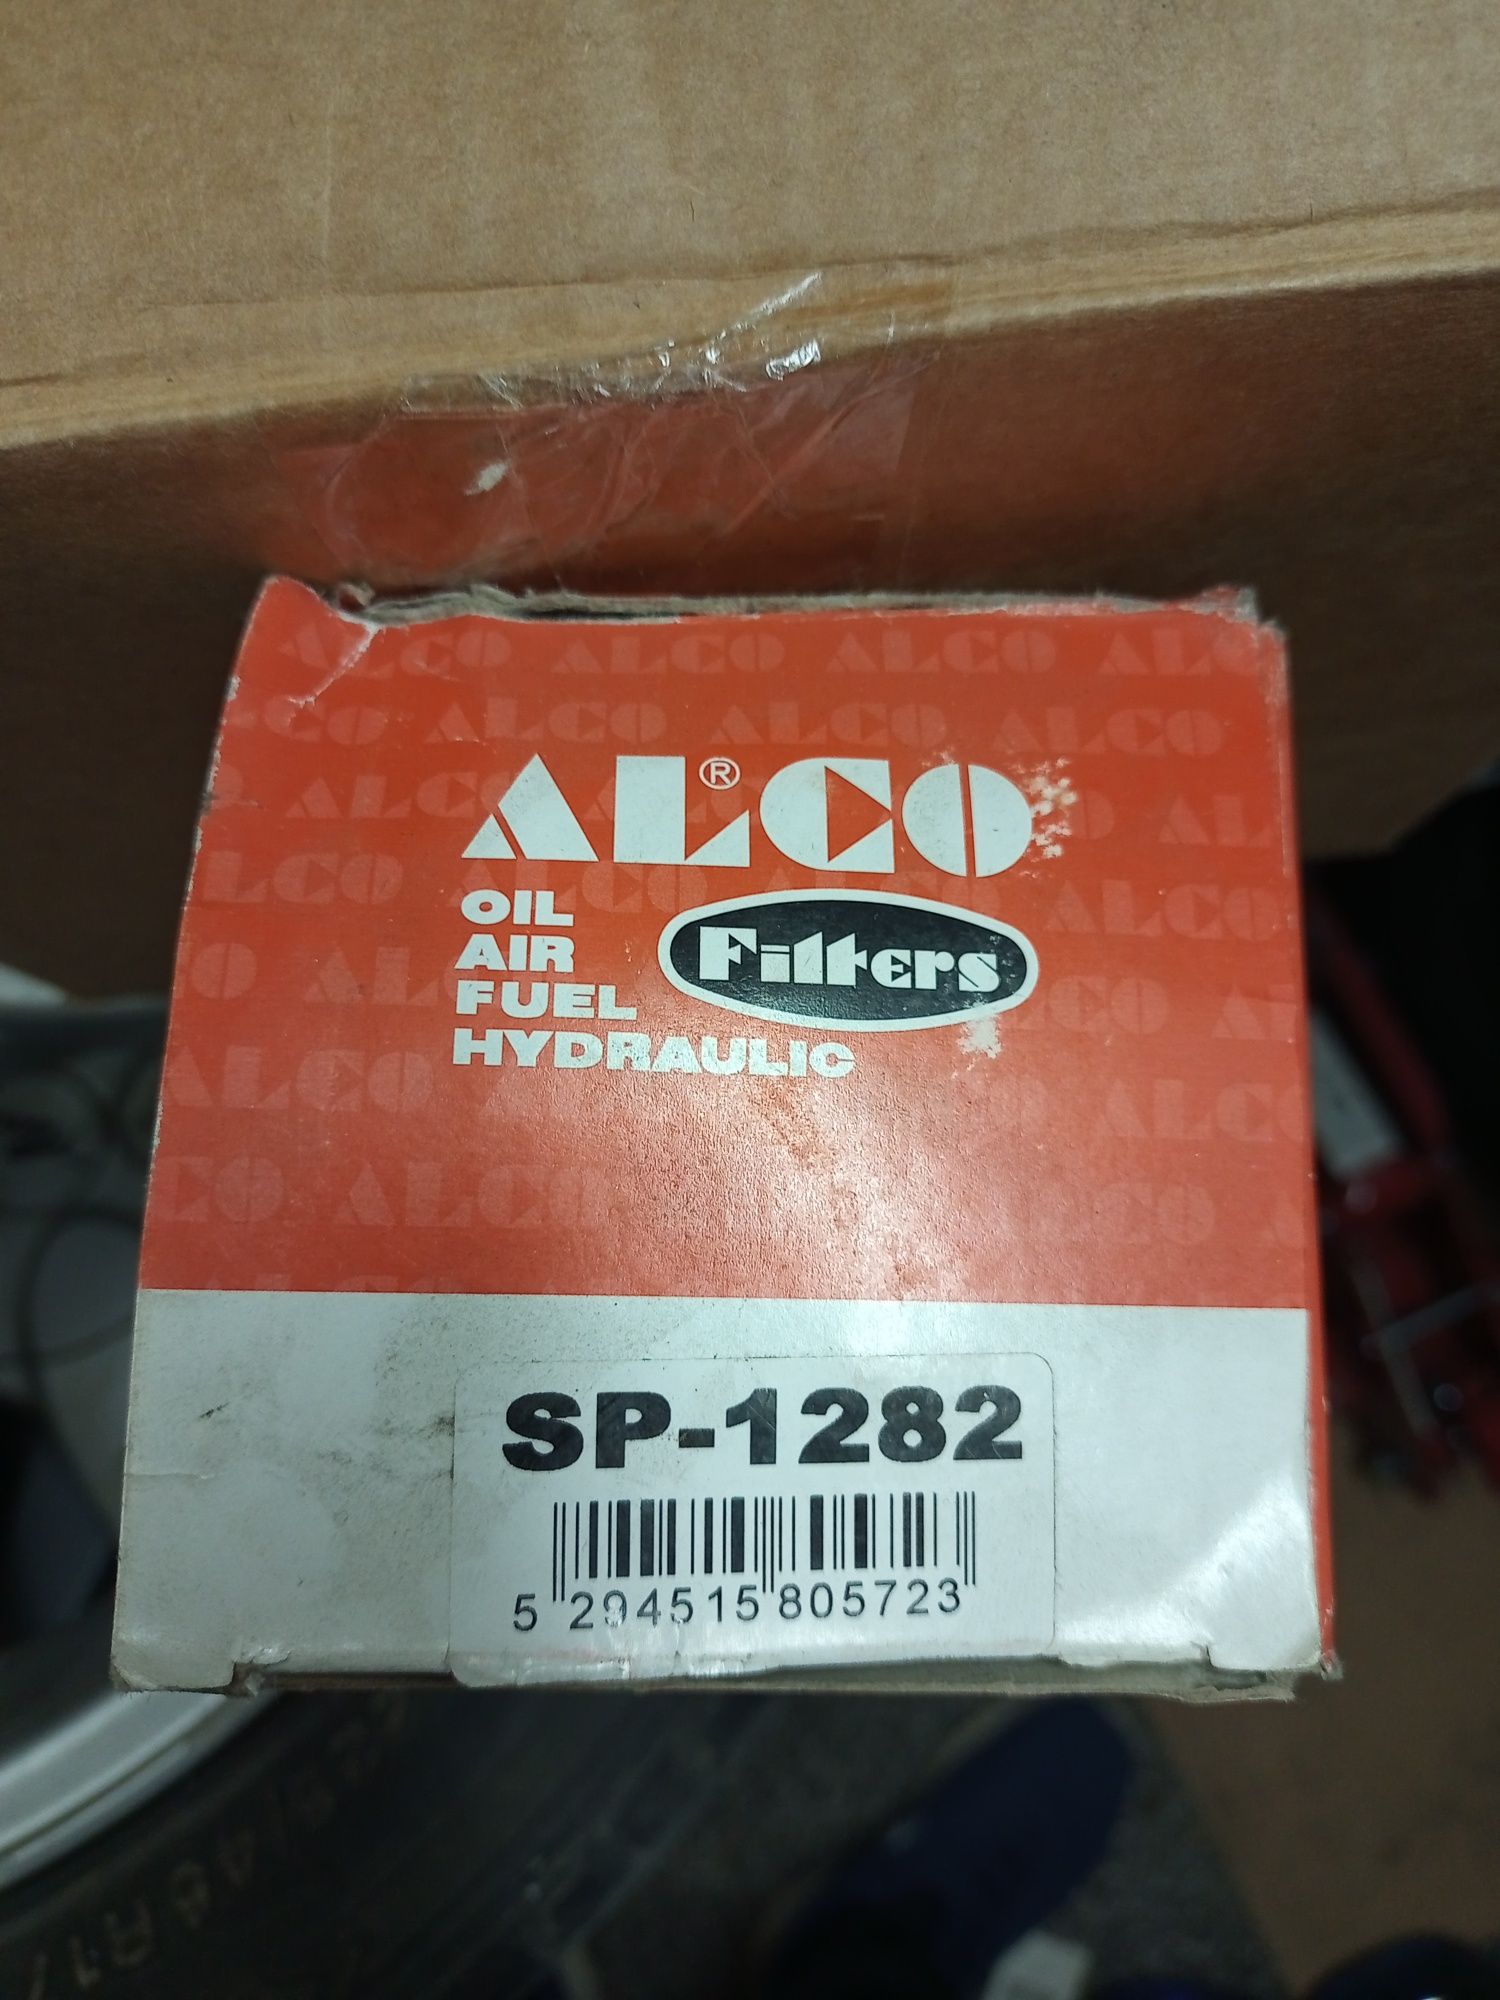 ALCO®
OIL
AIR
FUEL
HYDRAULIC
Filters
SP-1282
5 294515 805723